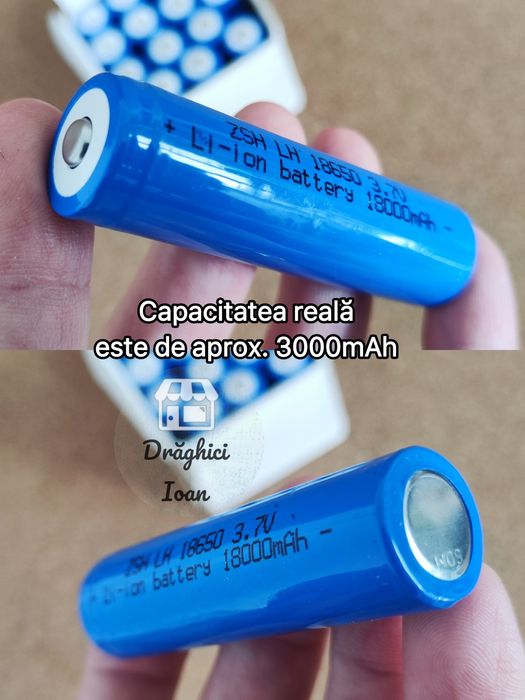 ZSH LH 18650 3.7V
+ Li-ion battery 18000mAh -
Capacitatea reală
este de aprox. 3000mAh
Drăghici
Ioan
ZSH LH 18650 3.7V
+ Li-ion battery 18000mAh -